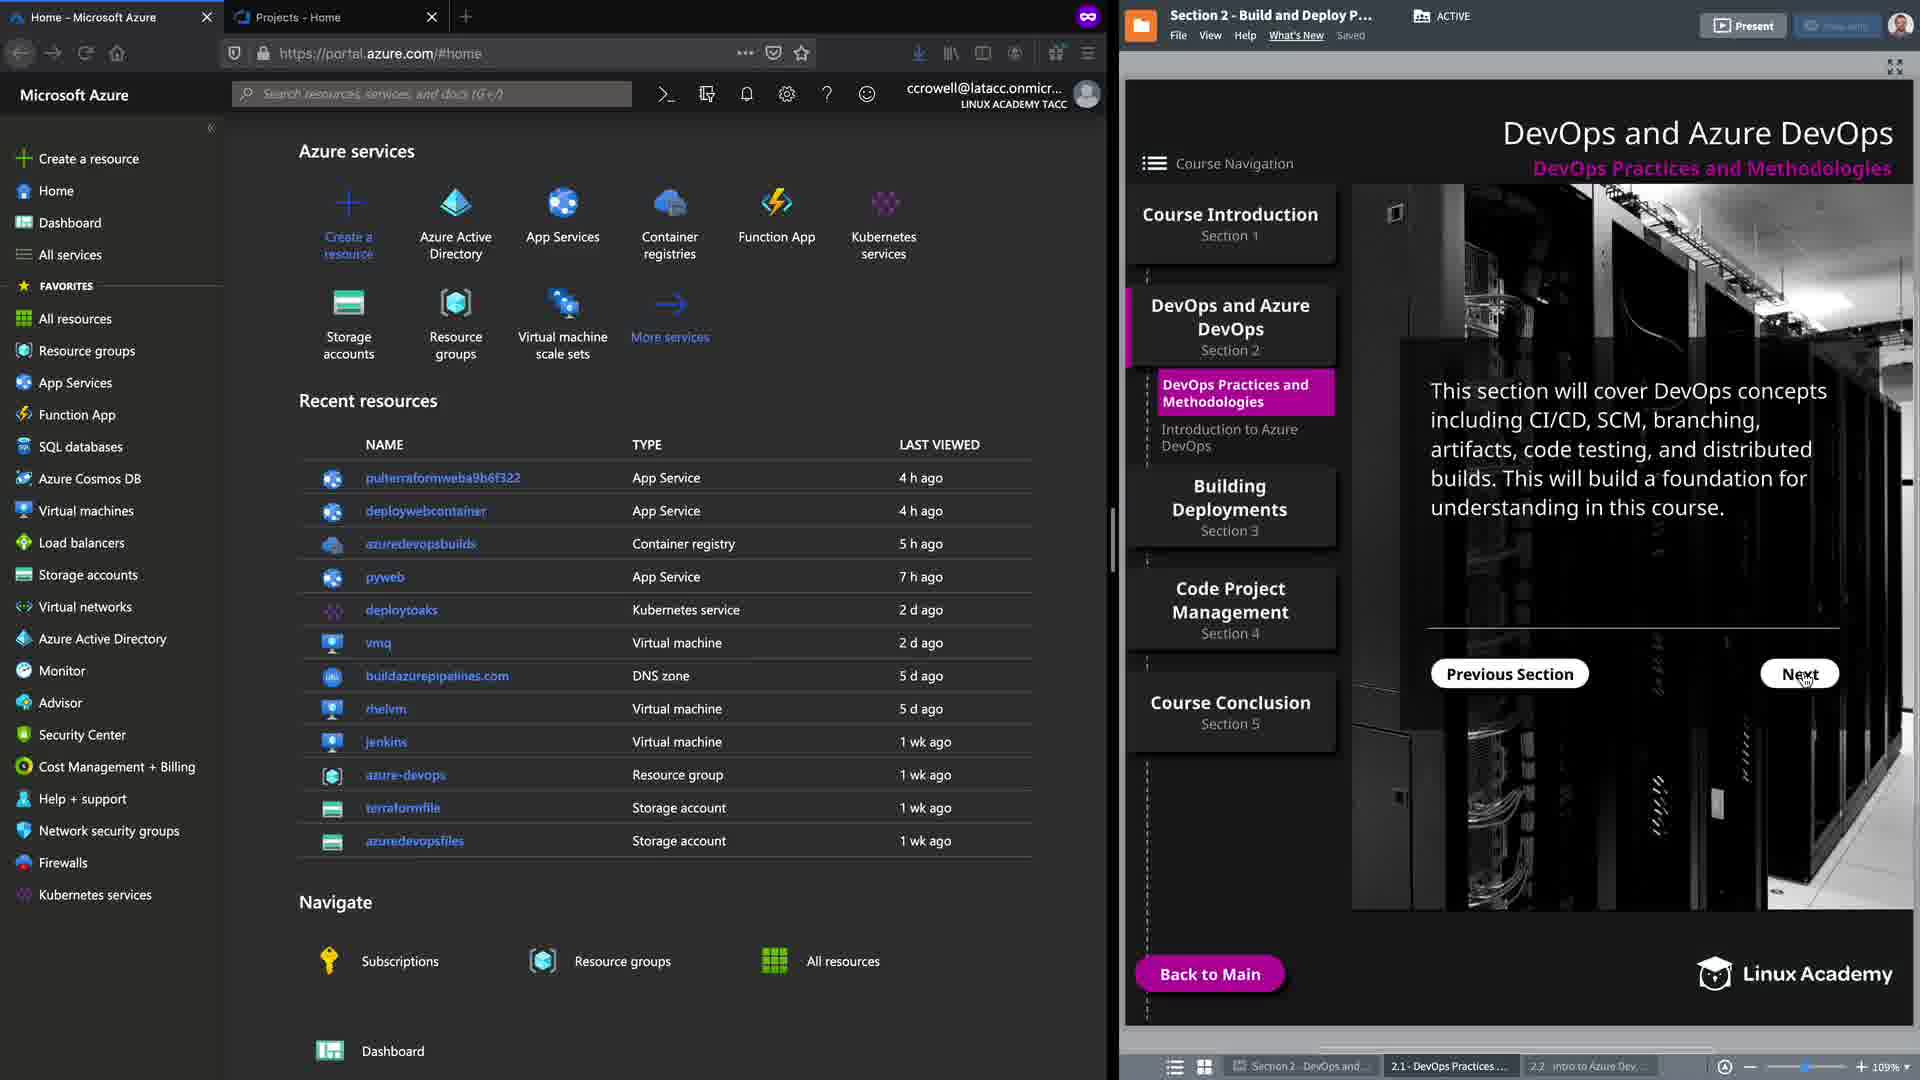 Home - Microsoft Azure
Projects - Home
https://portal.azure.com/#home
Microsoft Azure
Search resources, services, and docs (G+/)
ccrowell@latacc.onmicr...
LINUX ACADEMY TACC
Create a resource
Home
Dashboard
All services
FAVORITES
All resources
Resource groups
App Services
Function App
SQL databases
Azure Cosmos DB
Virtual machines
Load balancers
Storage accounts
Virtual networks
Azure Active Directory
Monitor
Advisor
Security Center
Cost Management + Billing
Help + support
Network security groups
Firewalls
Kubernetes services
Azure services
Create a resource
Azure Active Directory
App Services
Container registries
Function App
Kubernetes services
Storage accounts
Resource groups
Virtual machine scale sets
More services
Recent resources
NAME TYPE LAST VIEWED
pulterraformweba9b6f322 App Service 4 h ago
deploywebcontainer App Service 4 h ago
azuredevopsbuilds Container registry 5 h ago
pyweb App Service 7 h ago
deploytoaks Kubernetes service 2 d ago
vmq Virtual machine 2 d ago
buildazurepipelines.com DNS zone 5 d ago
rhelvm Virtual machine 5 d ago
jenkins Virtual machine 1 wk ago
azure-devops Resource group 1 wk ago
terraformfile Storage account 1 wk ago
azuredevopsfiles Storage account 1 wk ago
Navigate
Subscriptions
Resource groups
All resources
Dashboard
Section 2 - Build and Deploy P...
ACTIVE
File View Help What's New Saved
Present
DevOps and Azure DevOps
DevOps Practices and Methodologies
Course Navigation
Course Introduction
Section 1
DevOps and Azure
DevOps
Section 2
DevOps Practices and
Methodologies
Introduction to Azure
DevOps
Building
Deployments
Section 3
Code Project
Management
Section 4
Course Conclusion
Section 5
This section will cover DevOps concepts
including CI/CD, SCM, branching,
artifacts, code testing, and distributed
builds. This will build a foundation for
understanding in this course.
Previous Section
Next
Back to Main
Linux Academy
Section 2 - DevOps and...
2.1 - DevOps Practices ...
2.2 - Intro to Azure Dev...
109%